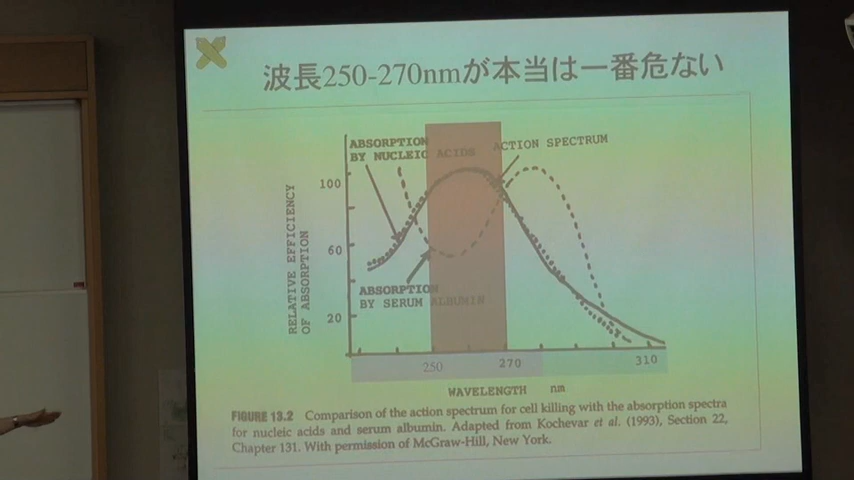 波長250-270nmが本当は一番危ない
ABSORPTION
BY NUCLEIC ACIDS
ACTION SPECTRUM
RELATIVE EFFICIENCY
OF ABSORPTION
100
60
20
ABSORPTION
BY SERUM ALBUMIN
250
270
310
WAVELENGTH nm
FIGURE 13.2 Comparison of the action spectrum for cell killing with the absorption spectra
for nucleic acids and serum albumin. Adapted from Kochevar et al. (1993), Section 22,
Chapter 131. With permission of McGraw-Hill, New York.